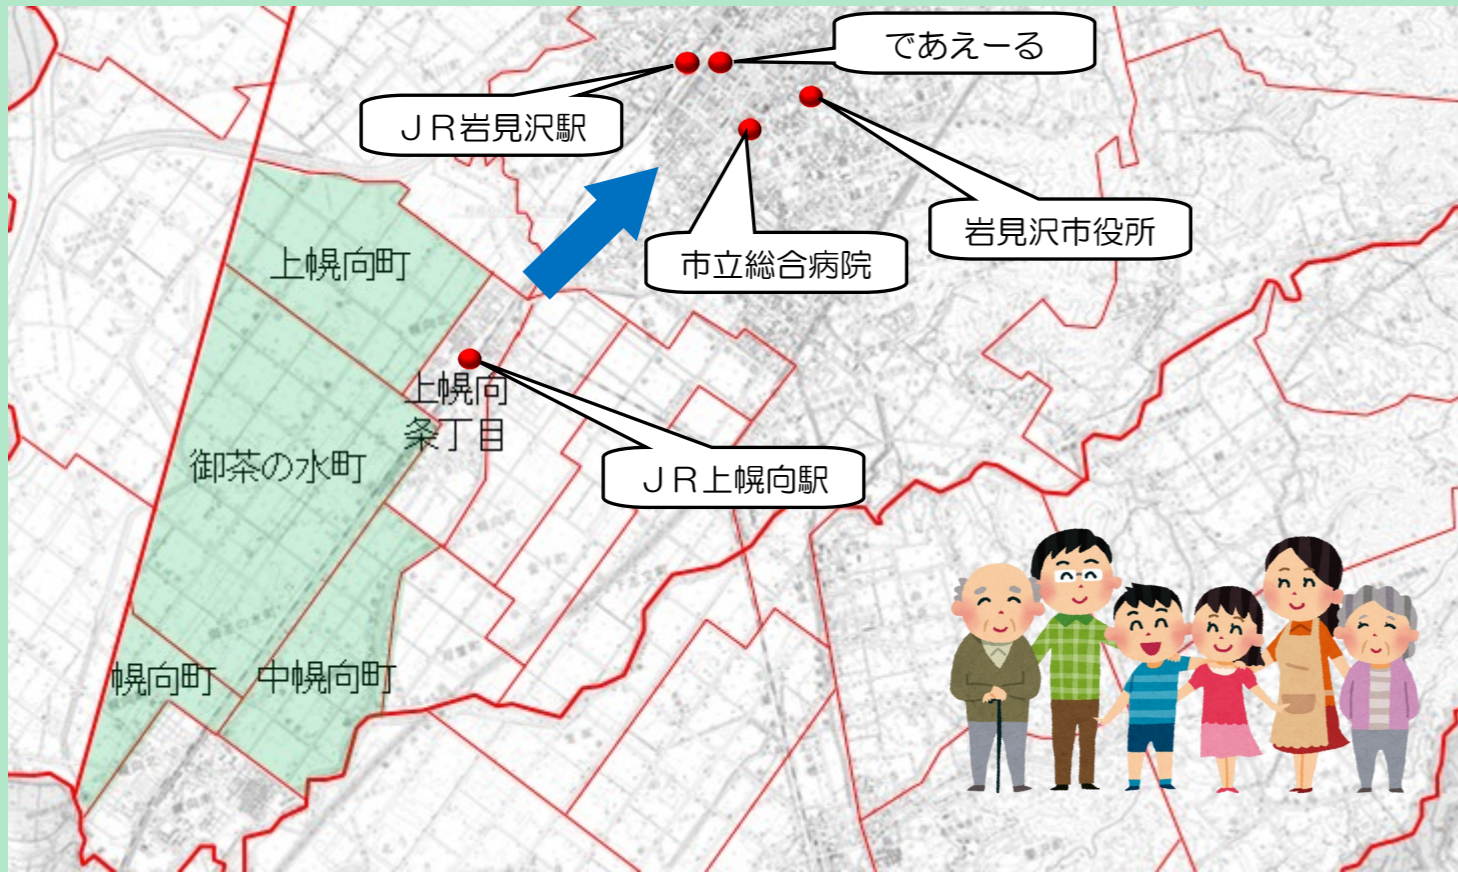 であえーる
ＪＲ岩見沢駅
岩見沢市役所
市立総合病院
上幌向町
上幌向
条丁目
御茶の水町
ＪＲ上幌向駅
幌向町
中幌向町